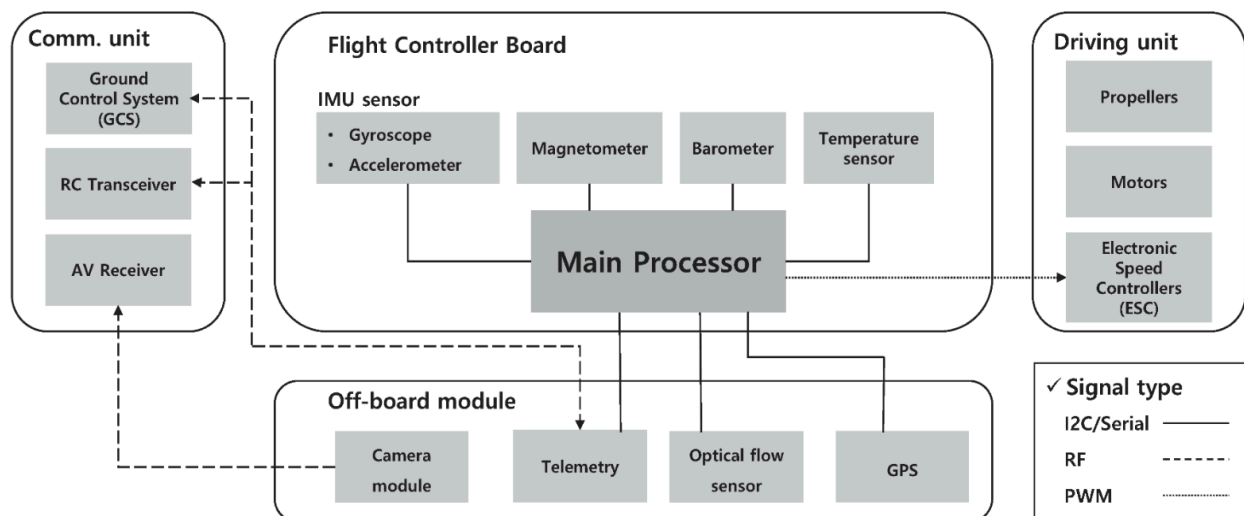 Comm. unit
Ground
Control System
(GCS)
RC Transceiver
AV Receiver
Flight Controller Board
IMU sensor
• Gyroscope
• Accelerometer
Magnetometer
Barometer
Temperature
sensor
Main Processor
Driving unit
Propellers
Motors
Electronic
Speed
Controllers
(ESC)
Off-board module
Camera
module
Telemetry
Optical flow
sensor
GPS
✓ Signal type
I2C/Serial
RF
PWM